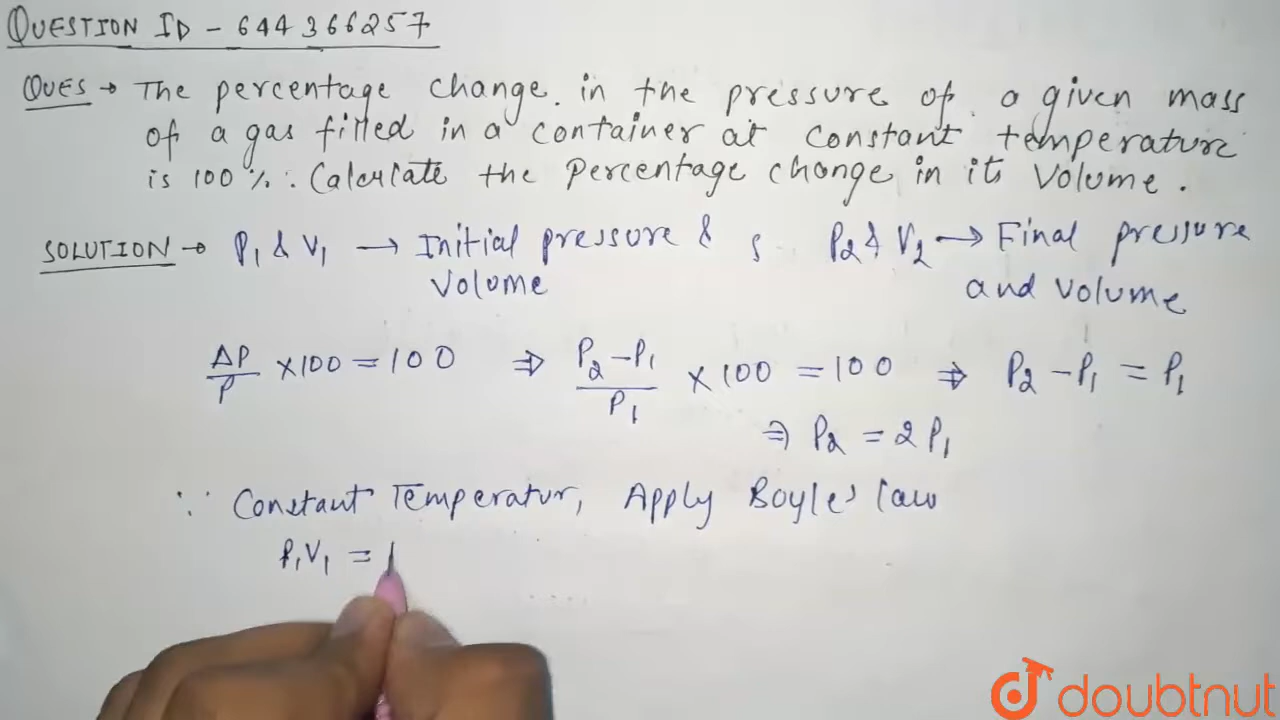 QUESTION ID - 644366257
QUES → The percentage change in the pressure of a given mass
of a gas filled in a container at constant temperature
is 100%. Calculate the percentage change in its volume.
SOLUTION → P₁ & V₁ → Initial pressure & ; P₂ & V₂ → Final pressure
Volume and volume
ΔP/P × 100 = 100 ⇒ P₂ - P₁/P₁ × 100 = 100 ⇒ P₂ - P₁ = P₁
⇒ P₂ = 2P₁
∵ Constant Temperatur, Apply Boyle's law
P₁V₁ =
doubtnut